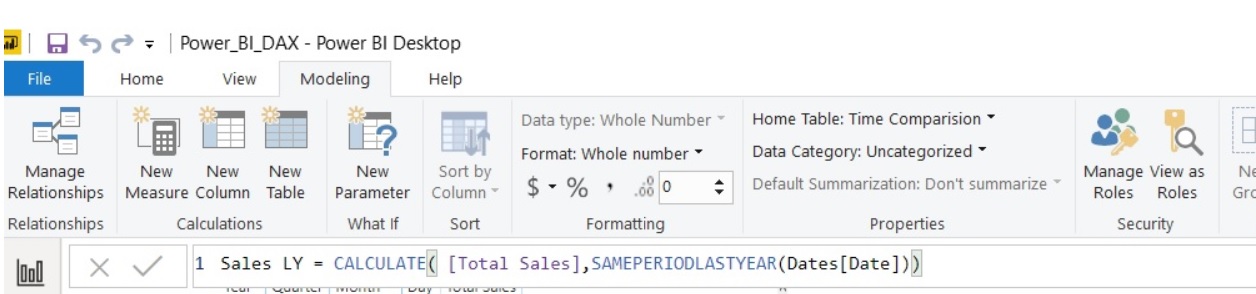 Power_BI_DAX - Power BI Desktop
File Home View Modeling Help
Manage Relationships
New Measure
New Column
New Table
New Parameter
Sort by Column
Data type: Whole Number
Format: Whole number
$ % , .00 0
Home Table: Time Comparision
Data Category: Uncategorized
Default Summarization: Don't summarize
Manage Roles
View as Roles
Relationships Calculations What If Sort Formatting Properties Security
1 Sales LY = CALCULATE( [Total Sales],SAMEPERIODLASTYEAR(Dates[Date]))
Year Quarter Month Day Total Sales